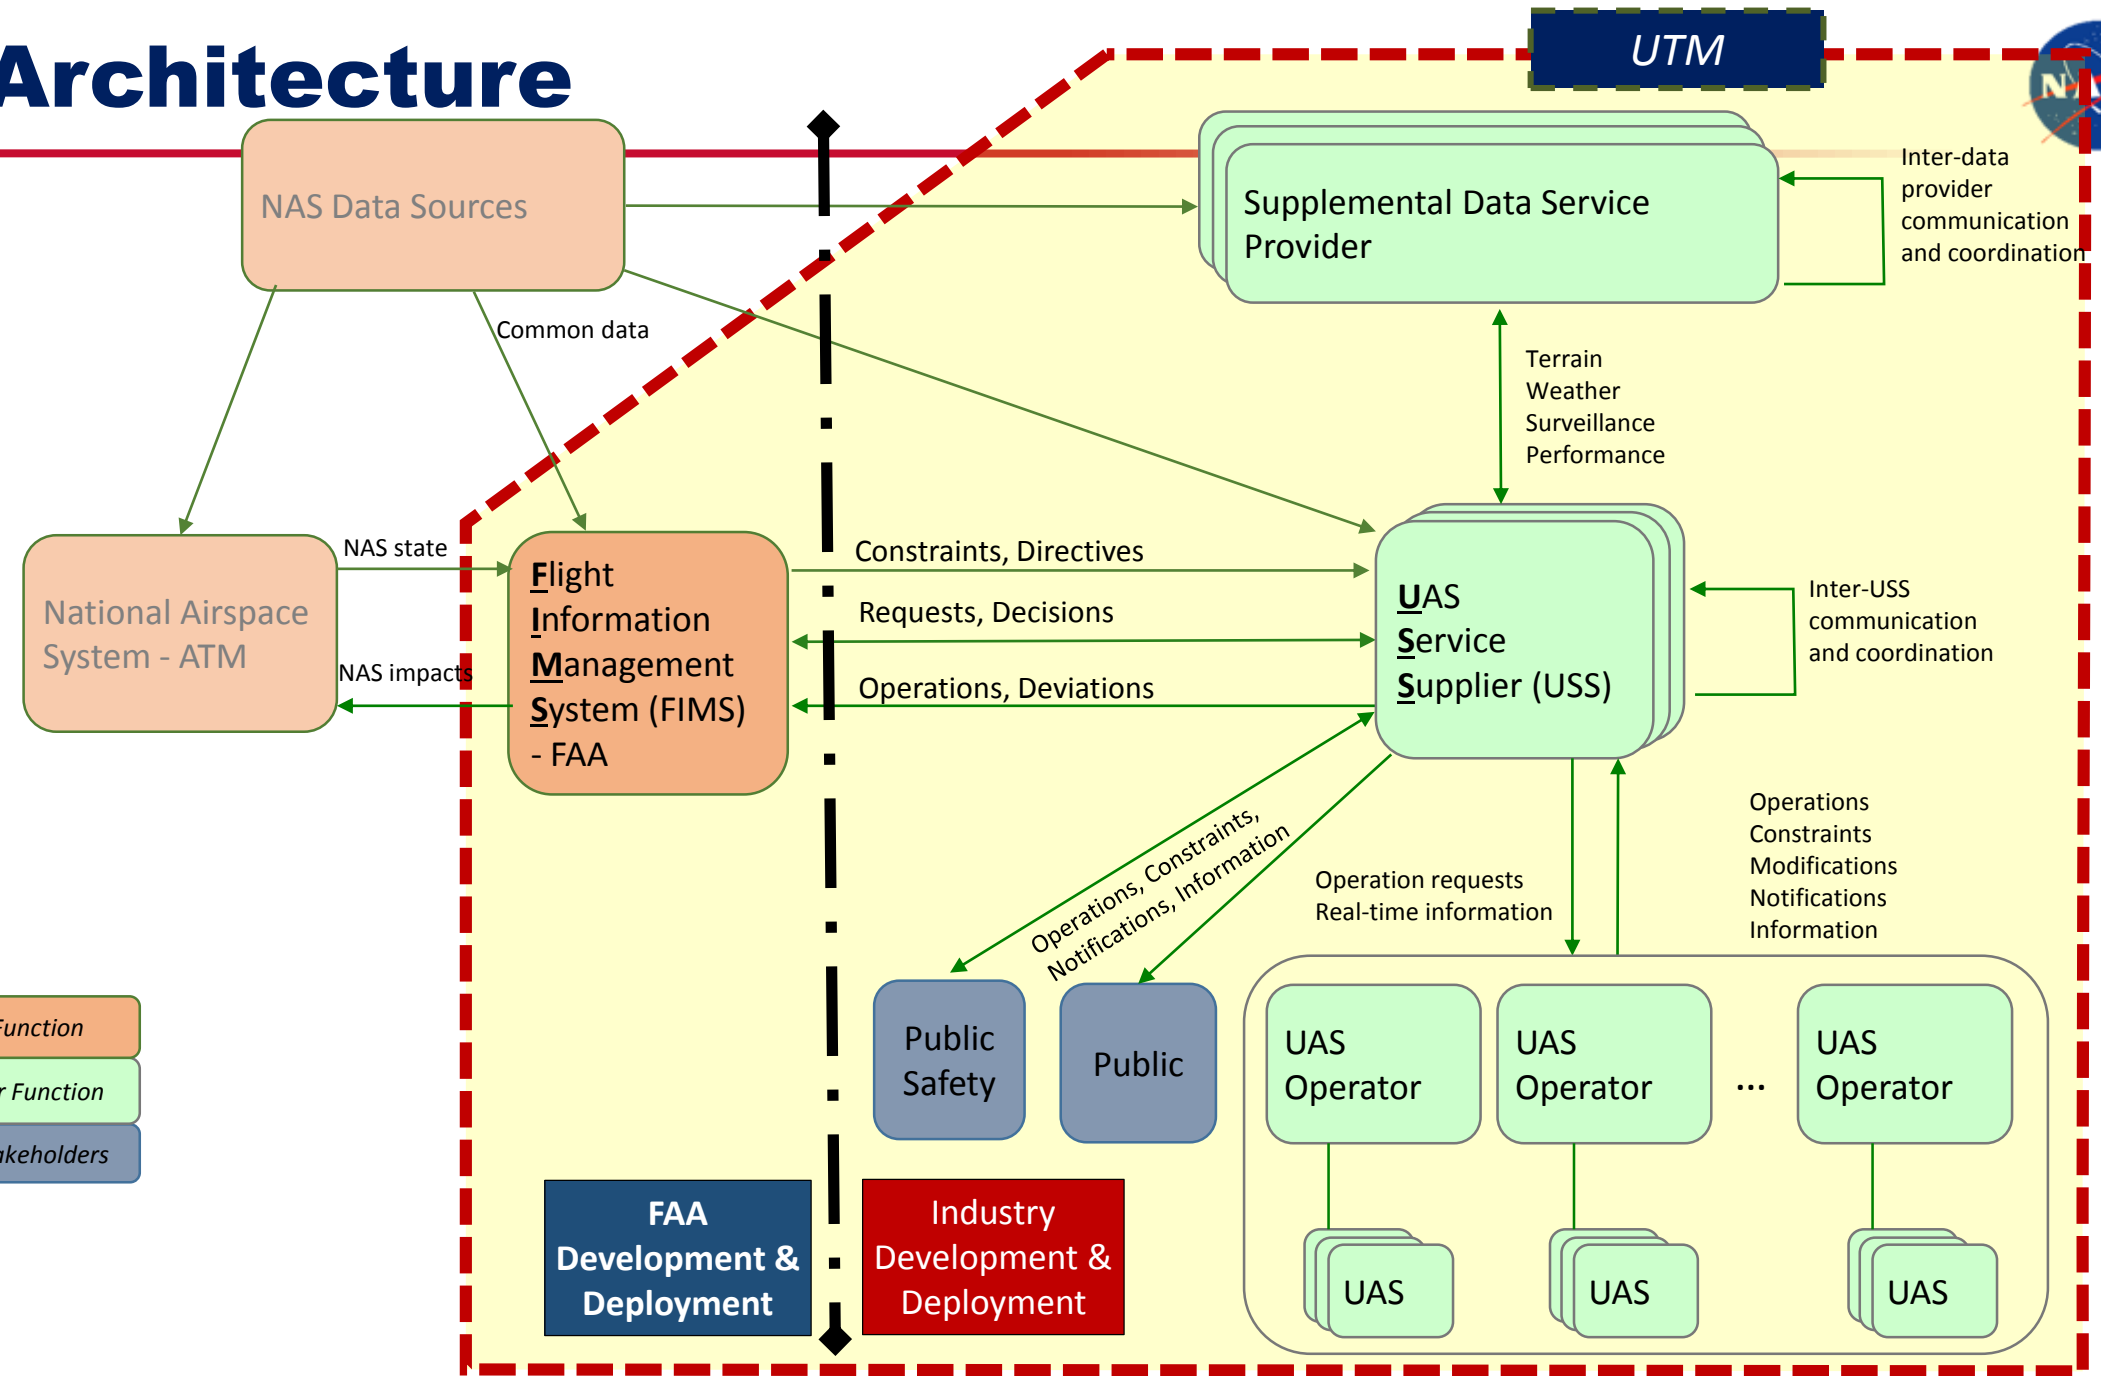 Architecture
UTM
NAS Data Sources
Supplemental Data Service
Provider
Inter-data
provider
communication
and coordination
Common data
Terrain
Weather
Surveillance
Performance
NAS state
National Airspace
System - ATM
NAS impacts
Flight
Information
Management
System (FIMS)
- FAA
Constraints, Directives
Requests, Decisions
Operations, Deviations
UAS
Service
Supplier (USS)
Inter-USS
communication
and coordination
Operations, Constraints,
Notifications, Information
Operation requests
Real-time information
Operations
Constraints
Modifications
Notifications
Information
Function
Function
Public
Safety
Public
UAS
Operator
UAS
Operator
...
UAS
Operator
FAA
Development &
Deployment
Industry
Development &
Deployment
UAS
UAS
UAS